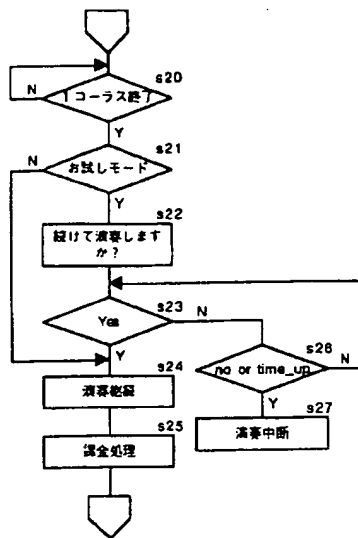 s20
N
1コーラス終了
Y
s21
N
お試しモード
Y
s22
続けて演奏します
か?
s23
N
Yes
Y
s26
no or time_up
N
Y
s24
演奏継続
s27
演奏中断
s25
課金処理